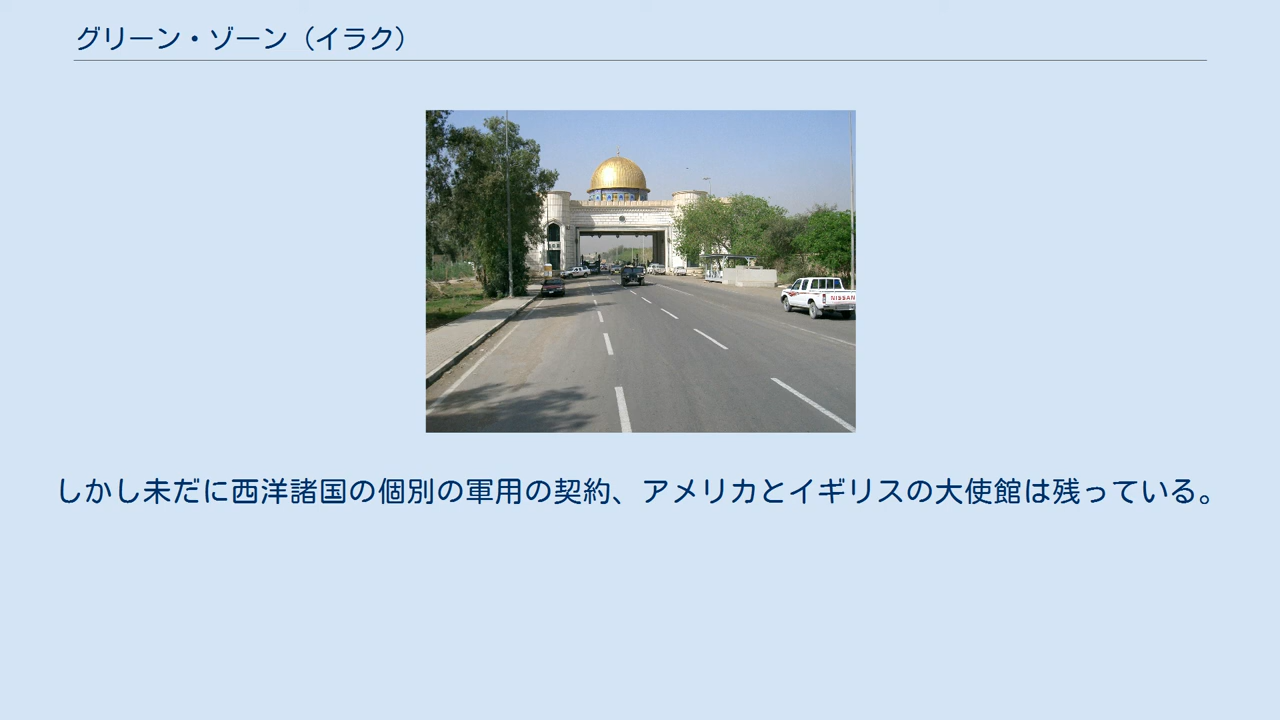 グリーン・ゾーン（イラク）
NISSAN
しかし未だに西洋諸国の個別の軍用の契約、アメリカとイギリスの大使館は残っている。